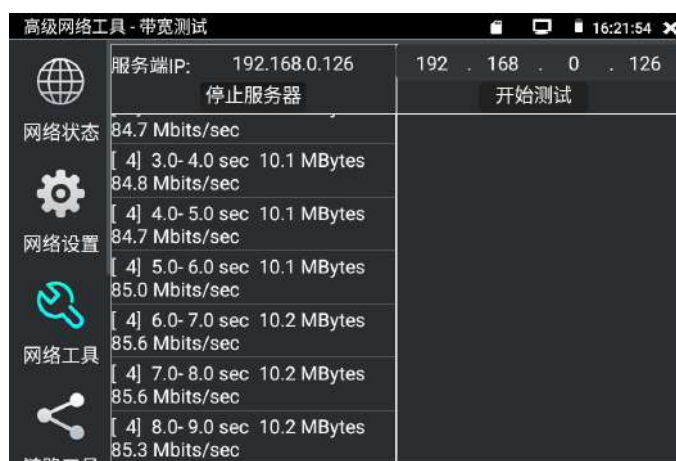 高级网络工具 - 带宽测试 16:21:54
服务端IP: 192.168.0.126 192 . 168 . 0 . 126
停止服务器 开始测试
网络状态
网络设置
网络工具
84.7 Mbits/sec
[ 4] 3.0- 4.0 sec 10.1 MBytes
84.8 Mbits/sec
[ 4] 4.0- 5.0 sec 10.1 MBytes
84.7 Mbits/sec
[ 4] 5.0- 6.0 sec 10.1 MBytes
85.0 Mbits/sec
[ 4] 6.0- 7.0 sec 10.2 MBytes
85.6 Mbits/sec
[ 4] 7.0- 8.0 sec 10.2 MBytes
85.6 Mbits/sec
[ 4] 8.0- 9.0 sec 10.2 MBytes
85.3 Mbits/sec